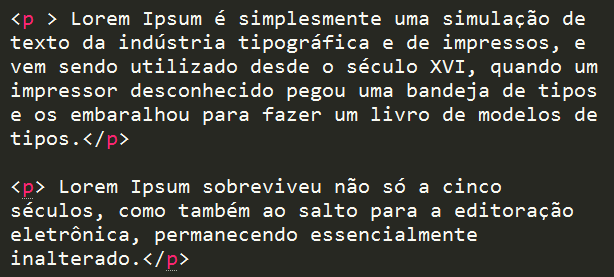 <p > Lorem Ipsum é simplesmente uma simulação de
texto da indústria tipográfica e de impressos, e
vem sendo utilizado desde o século XVI, quando um
impressor desconhecido pegou uma bandeja de tipos
e os embaralhou para fazer um livro de modelos de
tipos.</p>
<p> Lorem Ipsum sobreviveu não só a cinco
séculos, como também ao salto para a editoração
eletrônica, permanecendo essencialmente
inalterado.</p>